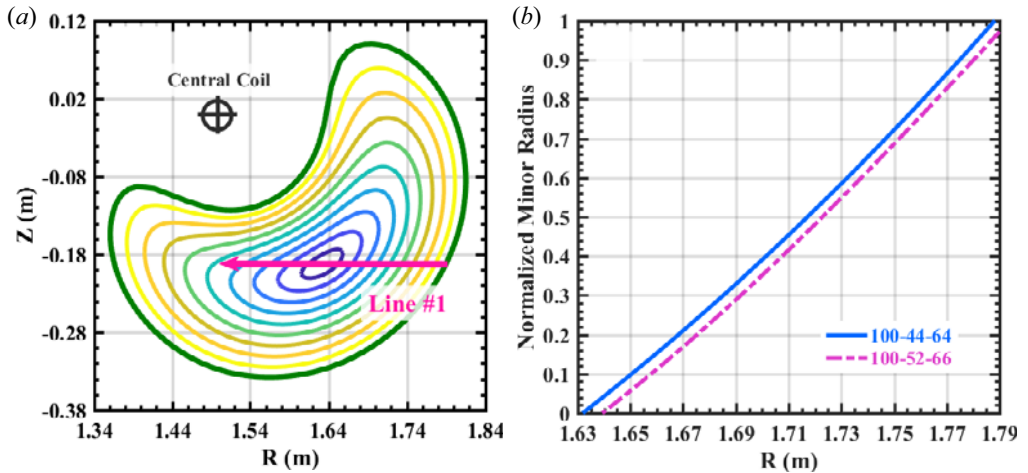 (a)
0.12
0.02
-0.08
-0.18
-0.28
-0.38
Z (m)
Central Coil
Line #1
1.34 1.44 1.54 1.64 1.74 1.84
R (m)
(b)
1
0.9
0.8
0.7
0.6
0.5
0.4
0.3
0.2
0.1
0
Normalized Minor Radius
100-44-64
100-52-66
1.63 1.65 1.67 1.69 1.71 1.73 1.75 1.77 1.79
R (m)